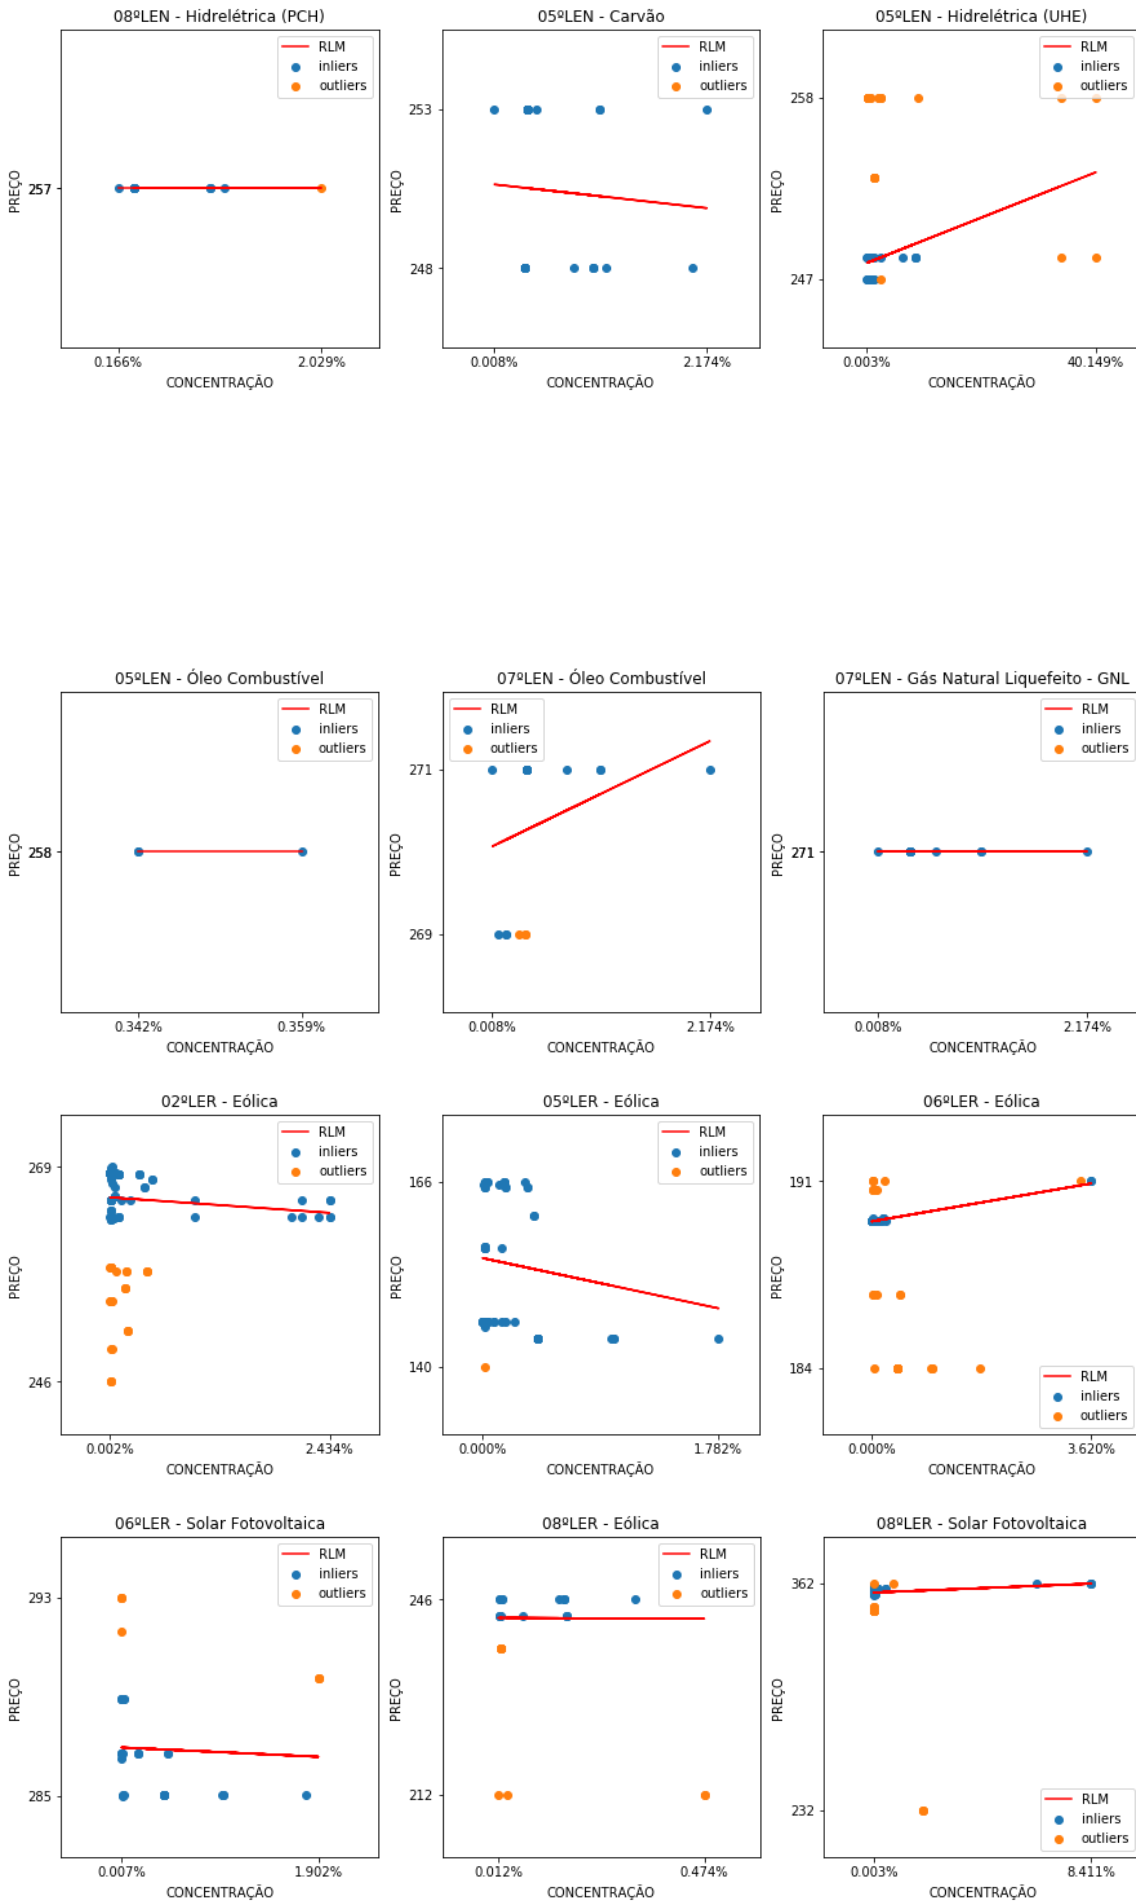 08ºLEN - Hidrelétrica (PCH)
RLM
inliers
outliers
PREÇO
257
0.166%
2.029%
CONCENTRAÇÃO
05ºLEN - Carvão
RLM
inliers
outliers
253
PREÇO
248
0.008%
2.174%
CONCENTRAÇÃO
05ºLEN - Hidrelétrica (UHE)
RLM
inliers
outliers
258
PREÇO
247
0.003%
40.149%
CONCENTRAÇÃO
05ºLEN - Óleo Combustível
RLM
inliers
outliers
PREÇO
258
0.342%
0.359%
CONCENTRAÇÃO
07ºLEN - Óleo Combustível
RLM
inliers
outliers
271
PREÇO
269
0.008%
2.174%
CONCENTRAÇÃO
07ºLEN - Gás Natural Liquefeito - GNL
RLM
inliers
outliers
PREÇO
271
0.008%
2.174%
CONCENTRAÇÃO
02ºLER - Eólica
RLM
inliers
outliers
269
PREÇO
246
0.002%
2.434%
CONCENTRAÇÃO
05ºLER - Eólica
RLM
inliers
outliers
166
PREÇO
140
0.000%
1.782%
CONCENTRAÇÃO
06ºLER - Eólica
191
PREÇO
184
RLM
inliers
outliers
0.000%
3.620%
CONCENTRAÇÃO
06ºLER - Solar Fotovoltaica
RLM
inliers
outliers
293
PREÇO
285
0.007%
1.902%
CONCENTRAÇÃO
08ºLER - Eólica
RLM
inliers
outliers
246
PREÇO
212
0.012%
0.474%
CONCENTRAÇÃO
08ºLER - Solar Fotovoltaica
362
PREÇO
232
RLM
inliers
outliers
0.003%
8.411%
CONCENTRAÇÃO